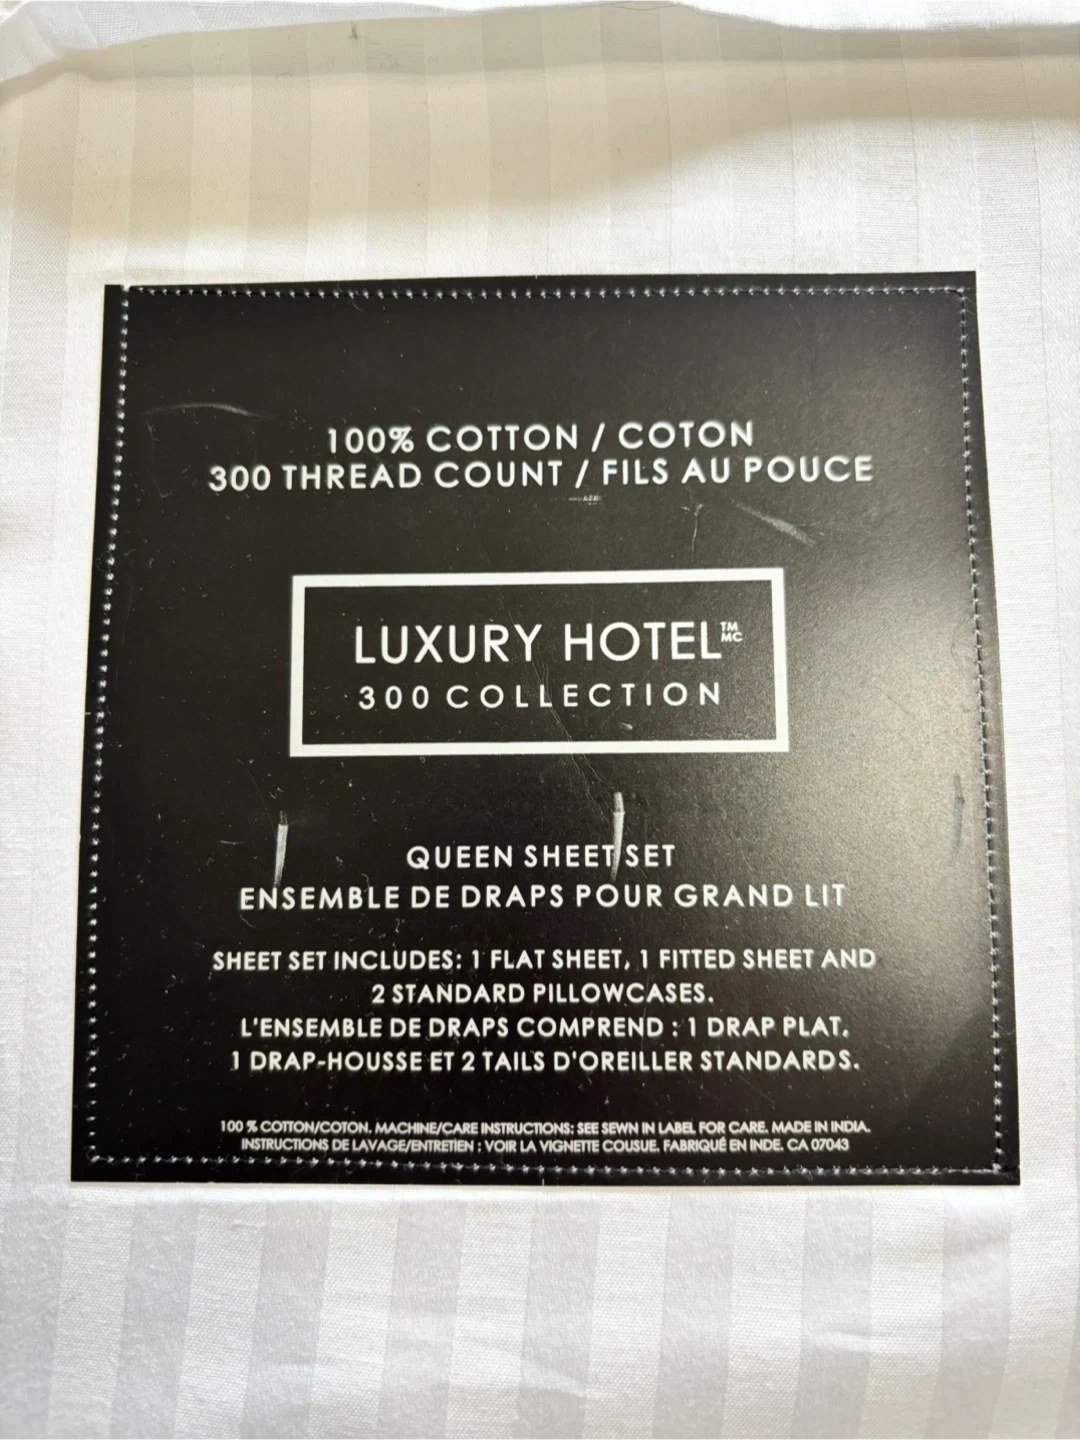 100% COTTON / COTON
300 THREAD COUNT / FILS AU POUCE
LUXURY HOTEL™ MC
300 COLLECTION
QUEEN SHEET SET
ENSEMBLE DE DRAPS POUR GRAND LIT
SHEET SET INCLUDES: 1 FLAT SHEET, 1 FITTED SHEET AND
2 STANDARD PILLOWCASES.
L'ENSEMBLE DE DRAPS COMPREND : 1 DRAP PLAT,
1 DRAP-HOUSSE ET 2 TAILS D'OREILLER STANDARDS.
100 % COTTON/COTON. MACHINE/CARE INSTRUCTIONS: SEE SEWN IN LABEL FOR CARE. MADE IN INDIA.
INSTRUCTIONS DE LAVAGE/ENTRETIEN : VOIR LA VIGNETTE COUSUE. FABRIQUÉ EN INDE. CA 07043